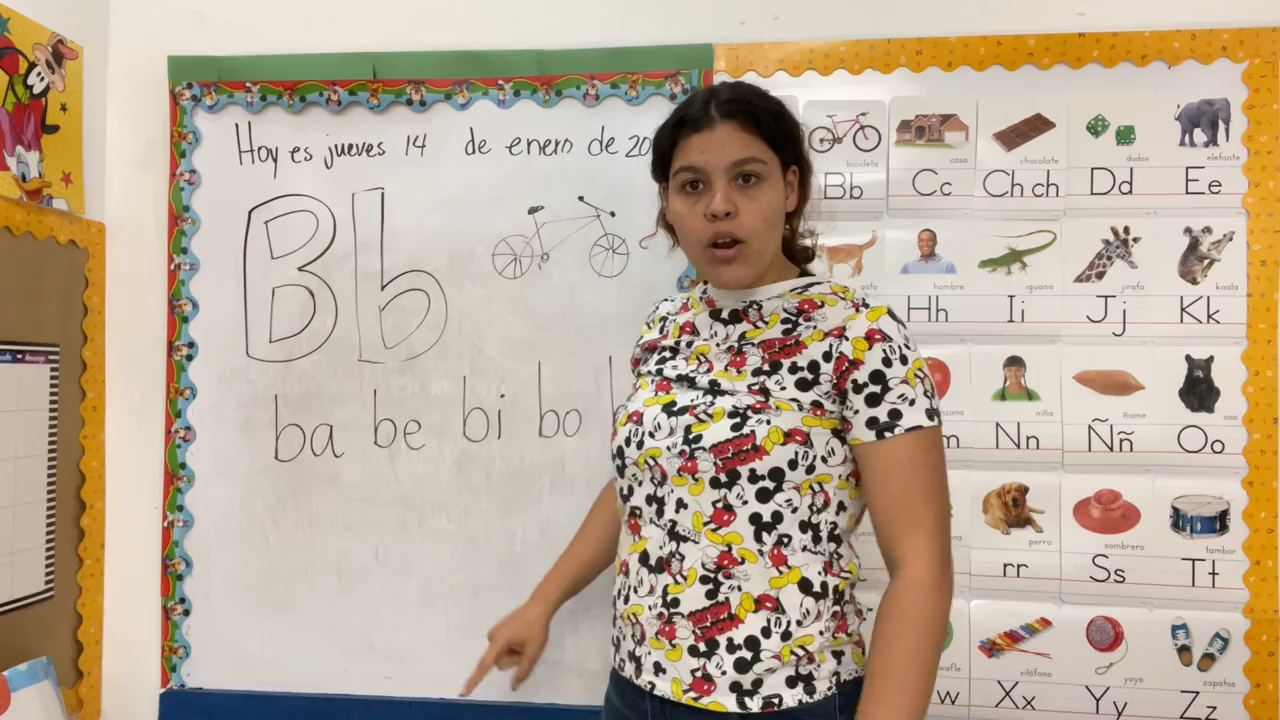 Hoy es jueves 14 de enero de 20
Bb
ba be bi bo
bicicleta casa chocolate dados elefante
Bb Cc Ch ch Dd Ee
gato hombre iguana jirafa koala
Hh Ii Jj Kk
niña ñame oso
Nn Ññ Oo
perro sombrero tambor
rr Ss Tt
wafle xilófono yoyo zapatos
w Xx Yy Zz